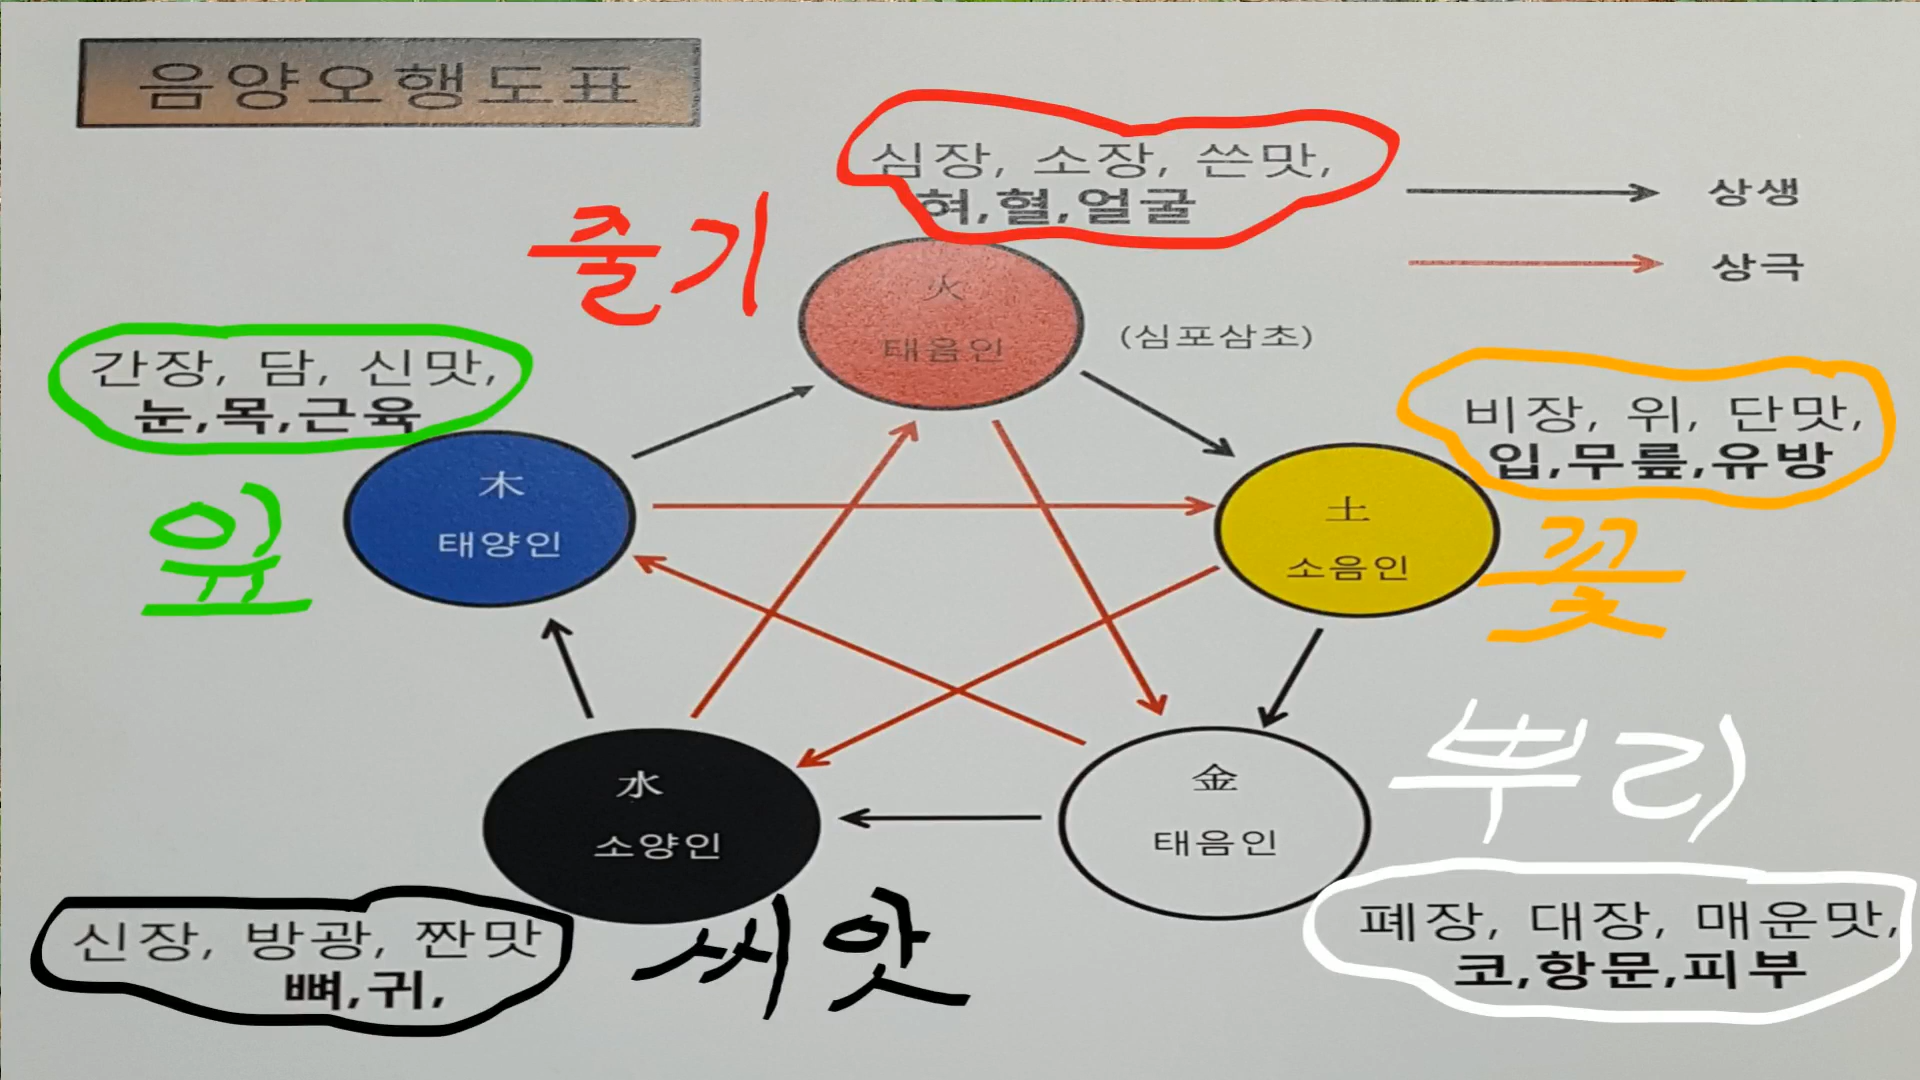 음양오행도표
심장, 소장, 쓴맛,
혀,혈,얼굴
상생
상극
줄기
火
태음인
(심포삼초)
간장, 담, 신맛,
눈,목,근육
木
태양인
잎
비장, 위, 단맛,
입,무릎,유방
土
소음인
꽃
뿌리
水
소양인
金
태음인
신장, 방광, 짠맛
뼈,귀,
씨앗
폐장, 대장, 매운맛,
코,항문,피부